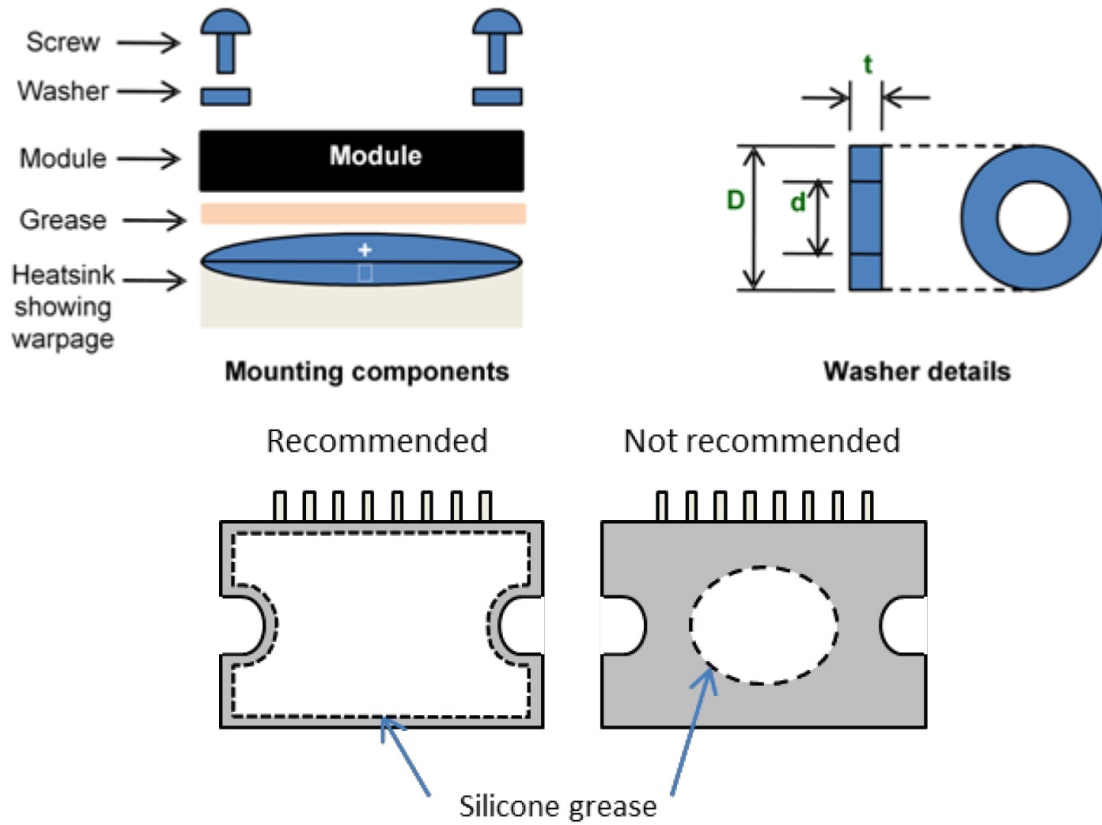 Screw
Washer
Module
Module
Grease
+
Heatsink
showing
warpage
Mounting components
t
D
d
Washer details
Recommended
Not recommended
Silicone grease